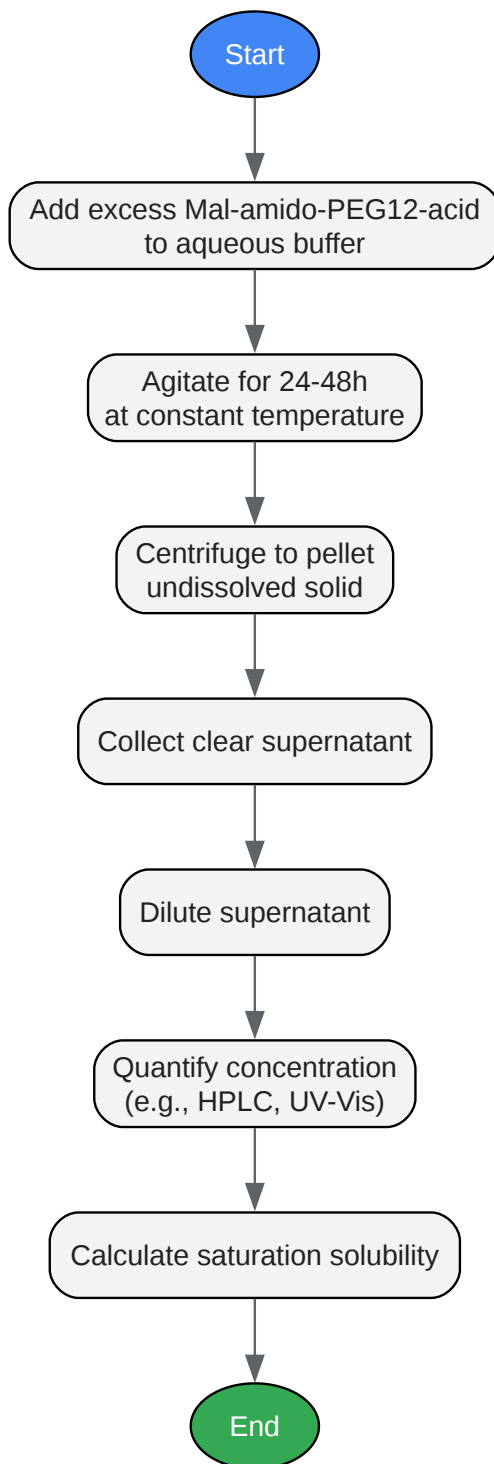 Start
Add excess Mal-amido-PEG12-acid
to aqueous buffer
Agitate for 24-48h
at constant temperature
Centrifuge to pellet
undissolved solid
Collect clear supernatant
Dilute supernatant
Quantify concentration
(e.g., HPLC, UV-Vis)
Calculate saturation solubility
End